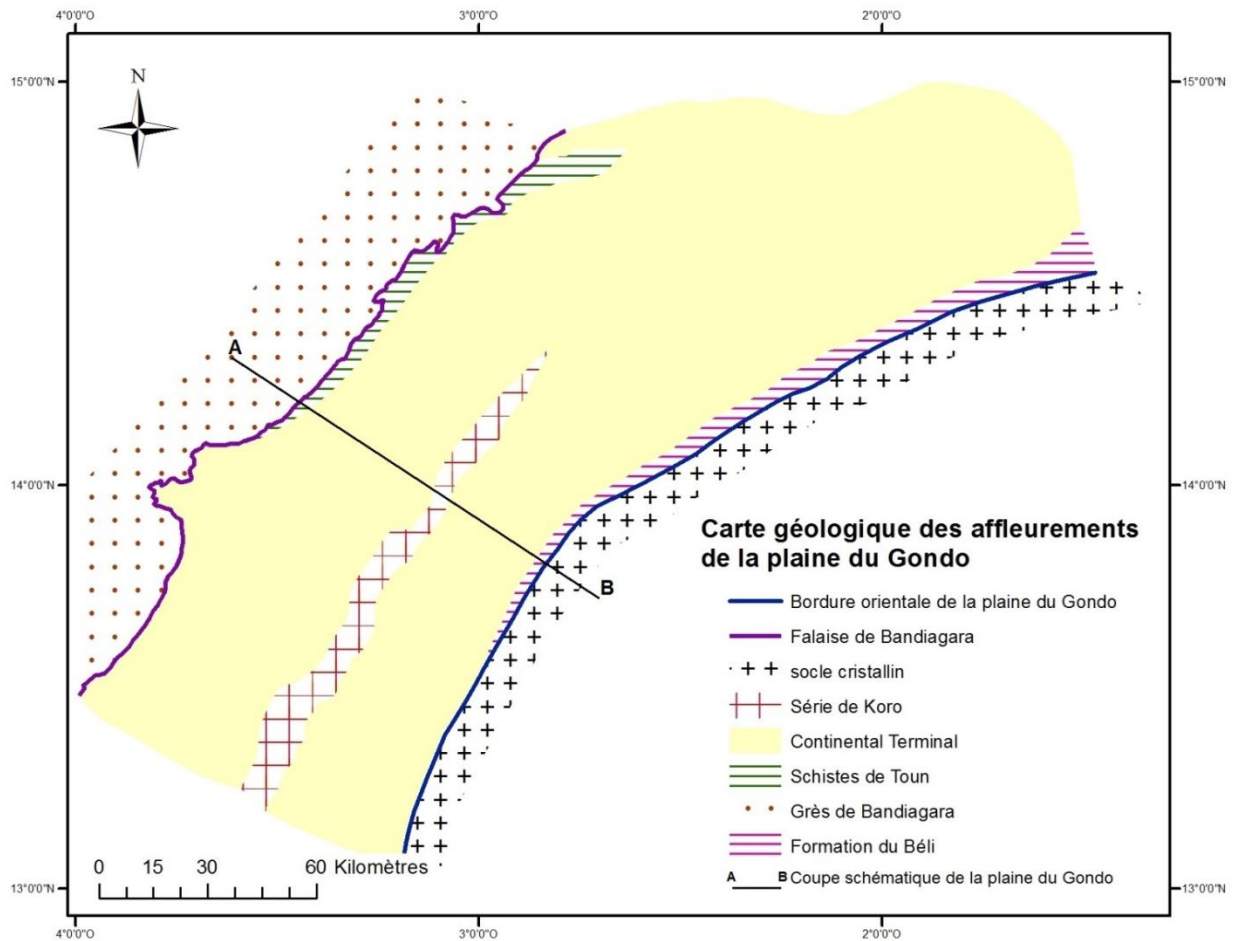 4°0'0"O 3°0'0"O 2°0'0"O
15°0'0"N 15°0'0"N
N
A
14°0'0"N 14°0'0"N
B
Carte géologique des affleurements
de la plaine du Gondo
Bordure orientale de la plaine du Gondo
Falaise de Bandiagara
socle cristallin
Série de Koro
Continental Terminal
Schistes de Toun
Grès de Bandiagara
Formation du Béli
A B Coupe schématique de la plaine du Gondo
0 15 30 60 Kilomètres
13°0'0"N 13°0'0"N
4°0'0"O 3°0'0"O 2°0'0"O